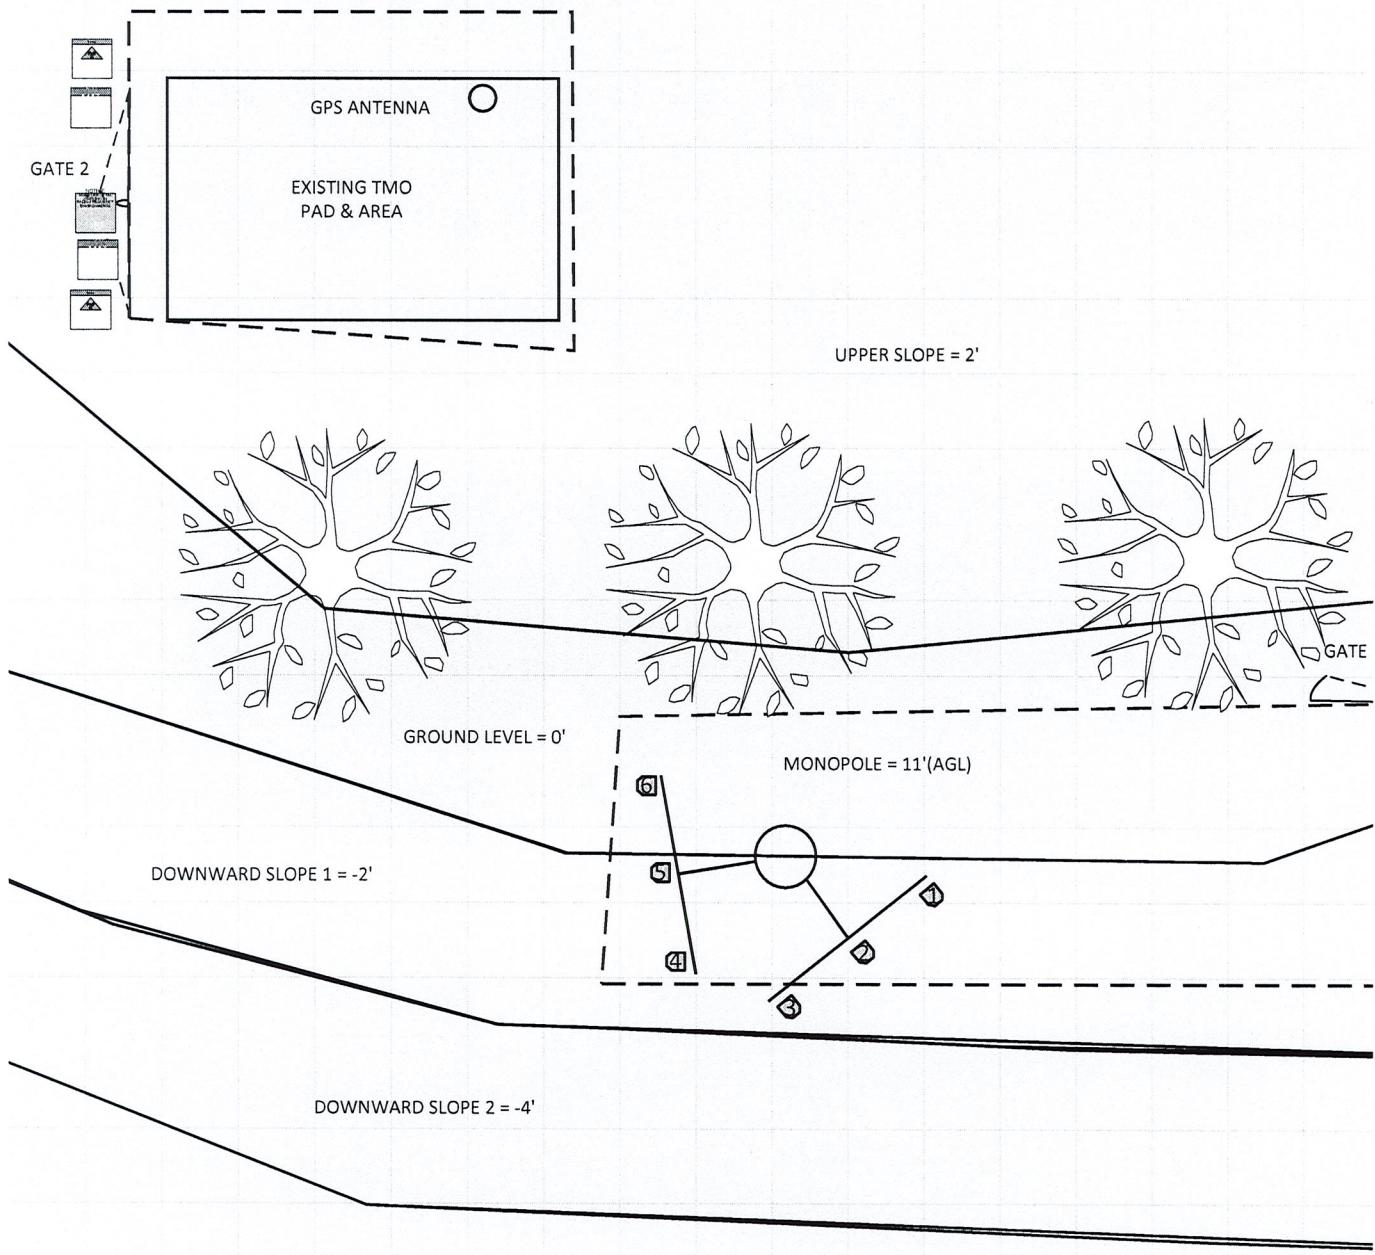 GPS ANTENNA
GATE 2
EXISTING TMO
PAD & AREA
UPPER SLOPE = 2'
GATE
GROUND LEVEL = 0'
MONOPOLE = 11'(AGL)
6
5
DOWNWARD SLOPE 1 = -2'
1
2
4
3
DOWNWARD SLOPE 2 = -4'